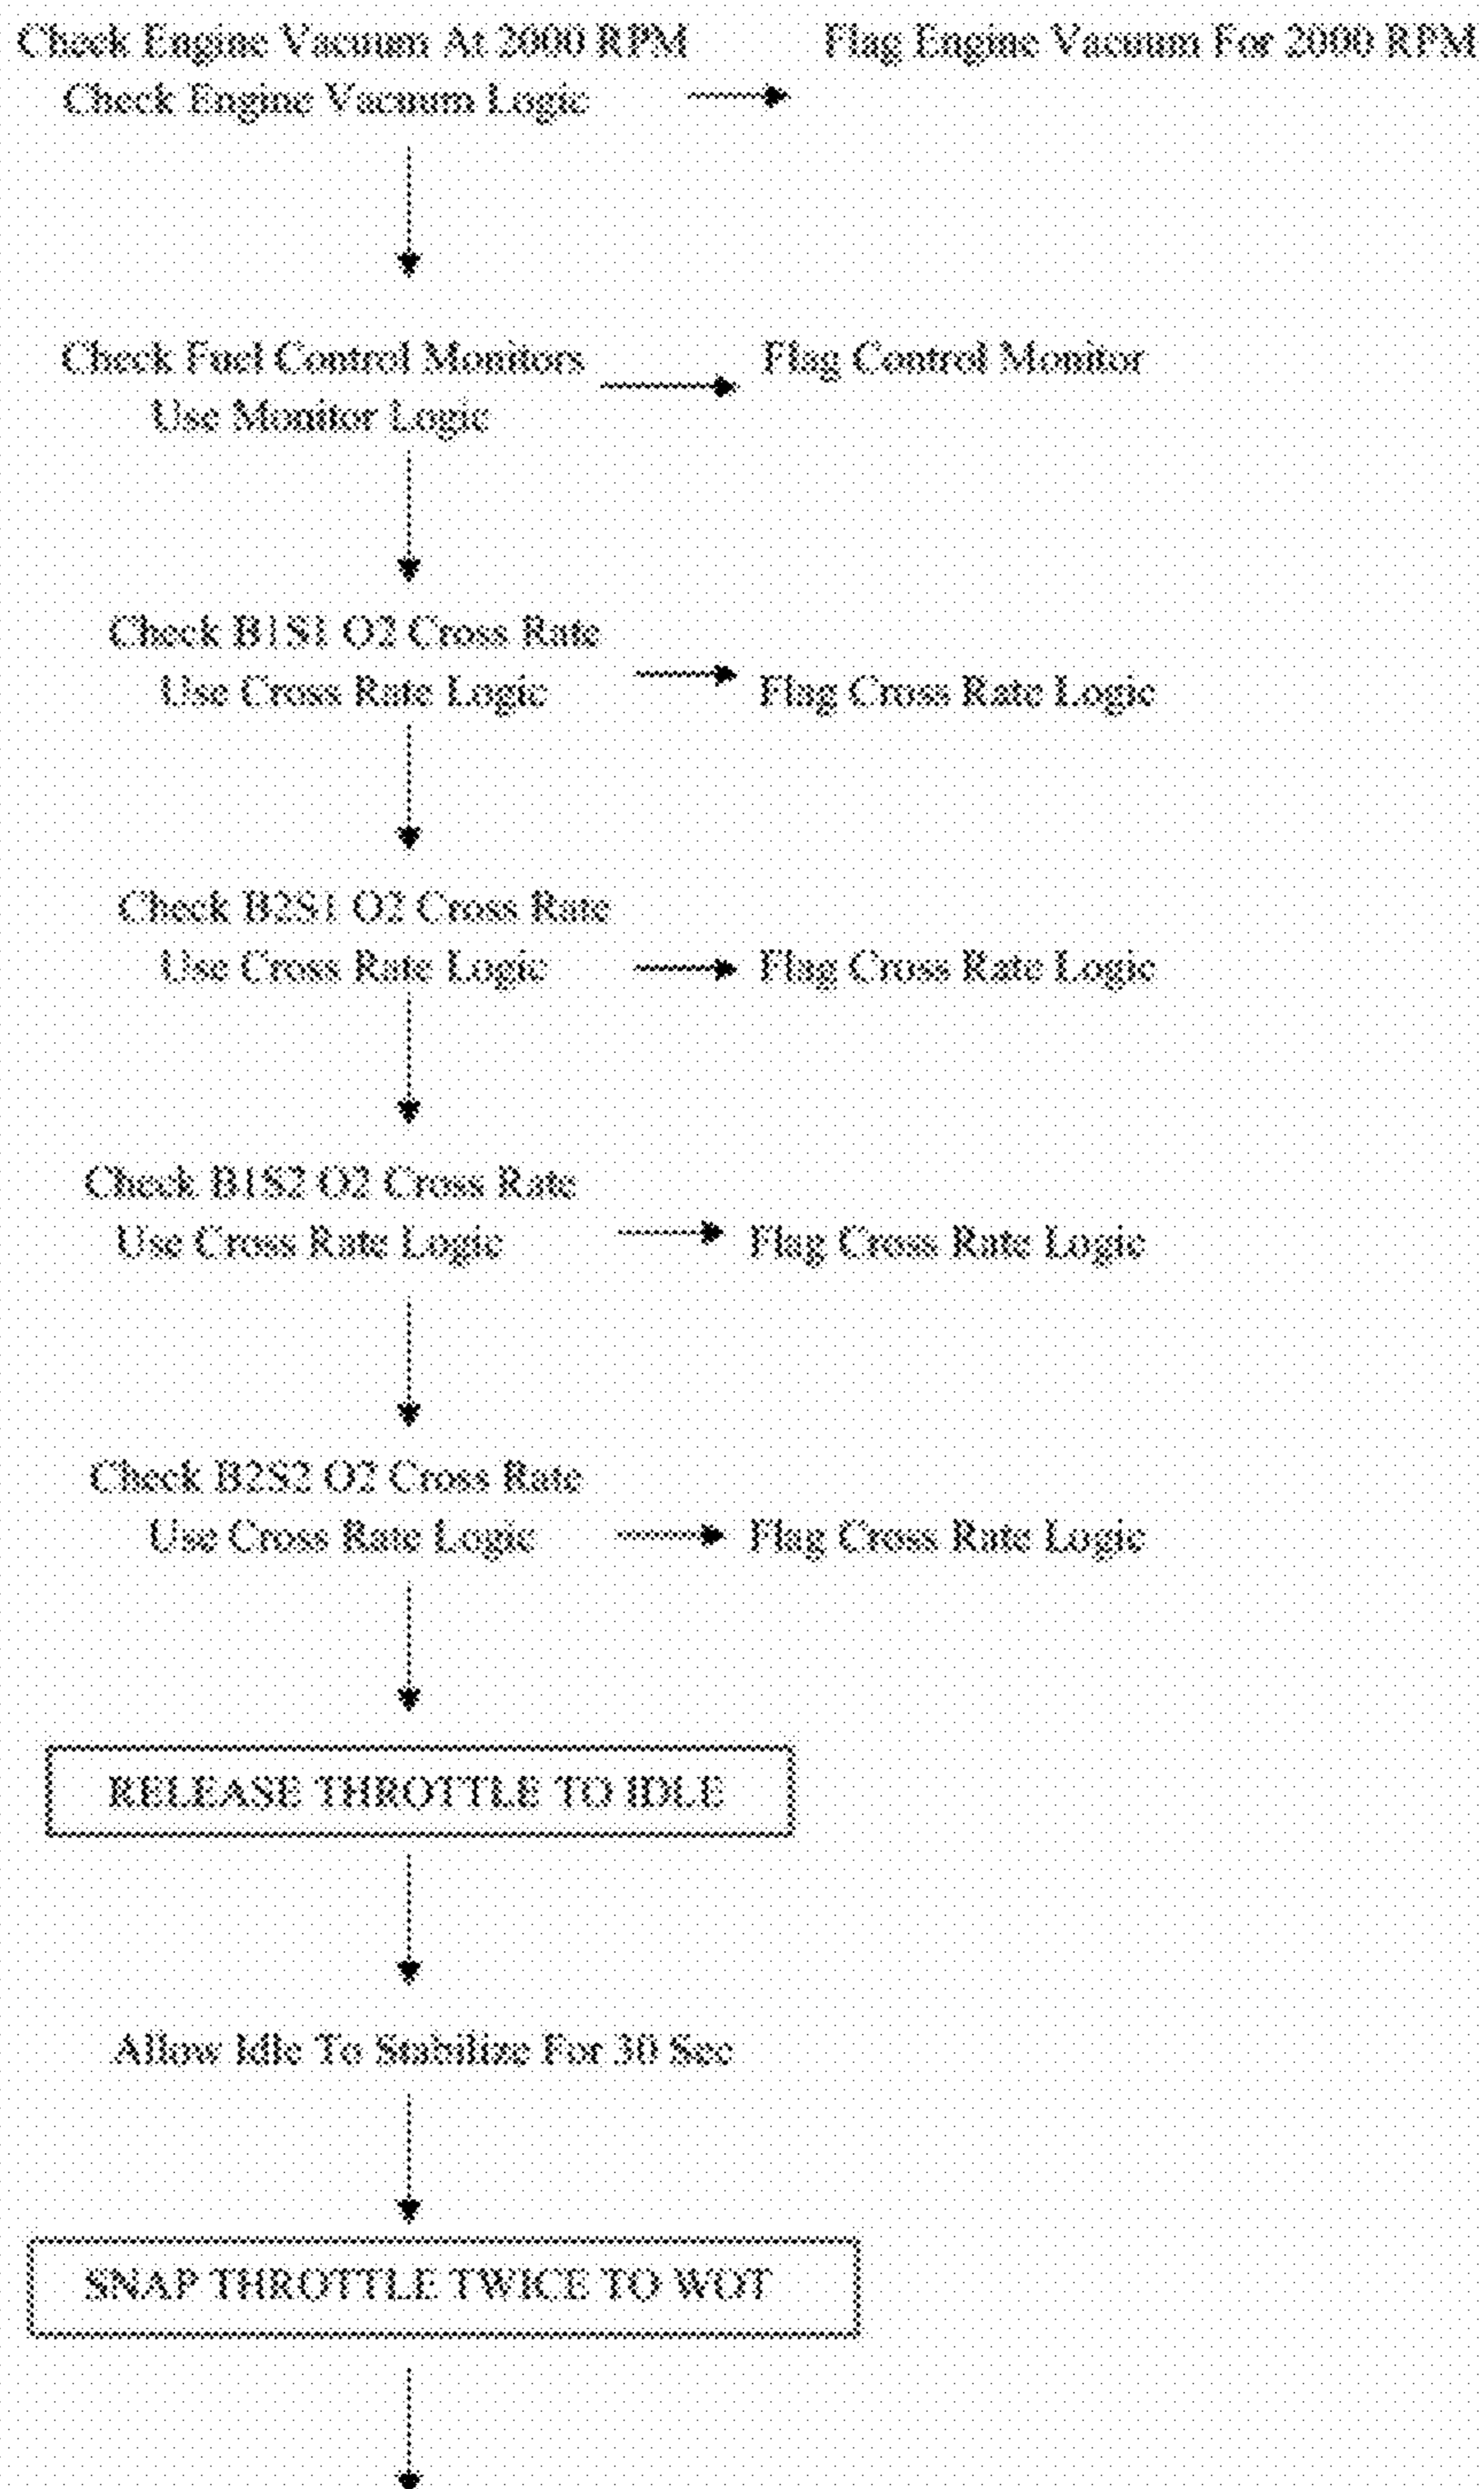 Check Engine Vacuum At 2000 RPM
Flag Engine Vacuum For 2000 RPM
Check Engine Vacuum Logic
Check Fuel Control Monitors
Flag Control Monitor
Use Monitor Logic
Check B1S1 O2 Cross Rate
Use Cross Rate Logic
Flag Cross Rate Logic
Check B2S1 O2 Cross Rate
Use Cross Rate Logic
Flag Cross Rate Logic
Check B1S2 O2 Cross Rate
Use Cross Rate Logic
Flag Cross Rate Logic
Check B2S2 O2 Cross Rate
Use Cross Rate Logic
Flag Cross Rate Logic
RELEASE THROTTLE TO IDLE
Allow Idle To Stabilize For 30 Sec
SNAP THROTTLE TWICE TO WOT